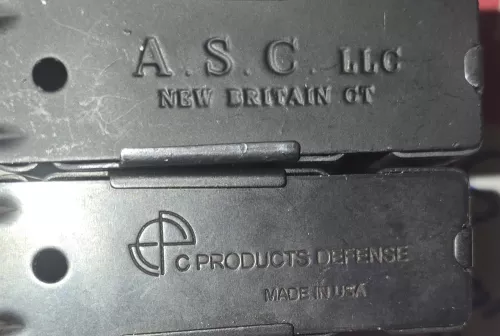 A.S.C. LLC
NEW BRITAIN CT
C PRODUCTS DEFENSE
MADE IN USA